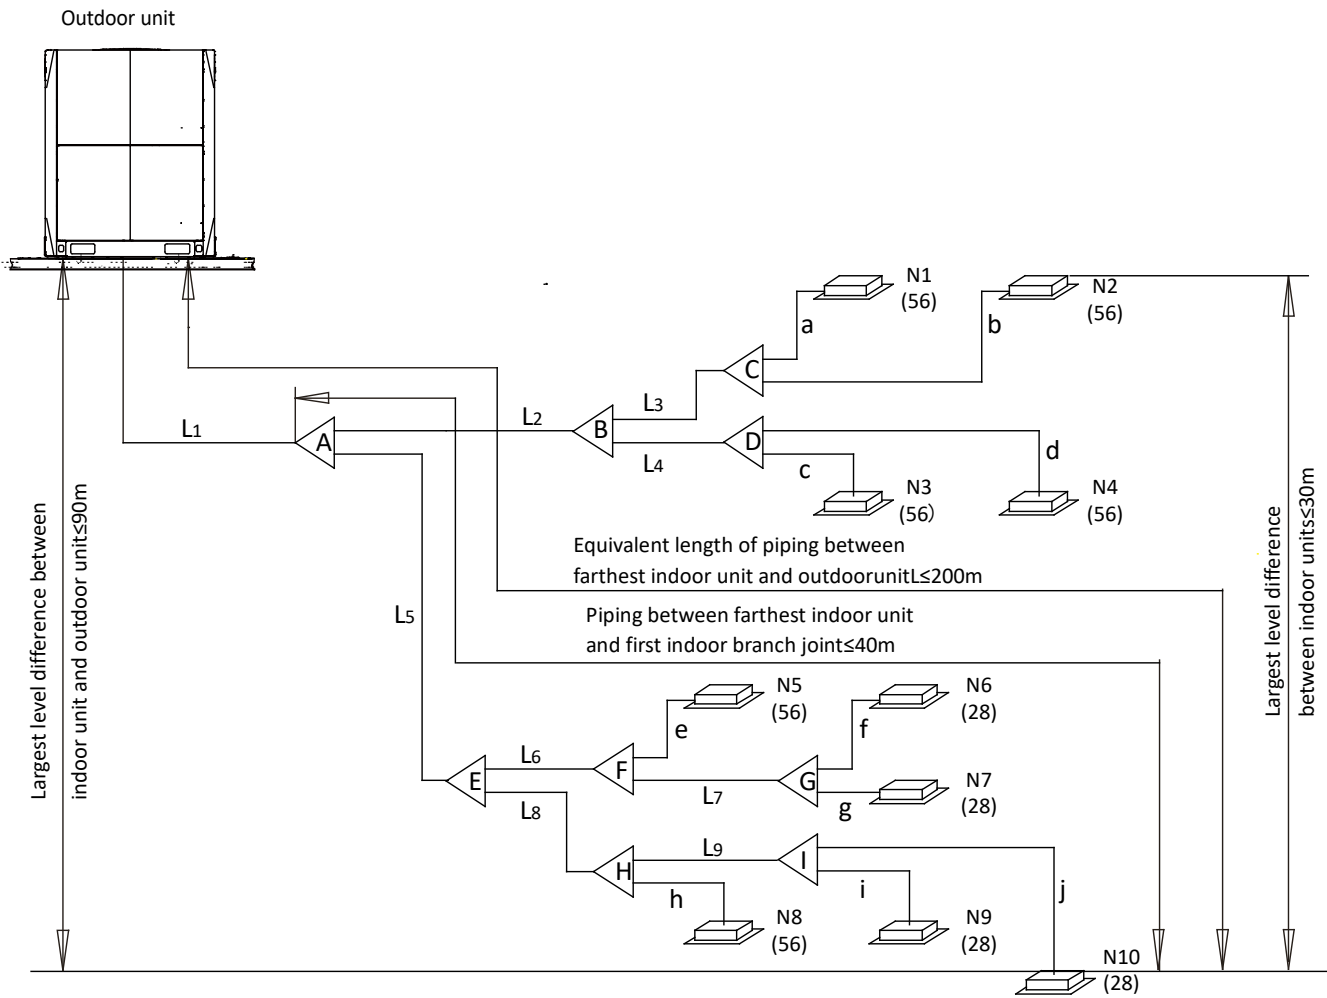 Outdoor unit
N1
(56)
N2
(56)
a
b
C
L3
L2
B
L1
A
D
L4
c
d
N3
(56）
N4
(56)
Equivalent length of piping between
farthest indoor unit and outdoorunitL≤200m
Piping between farthest indoor unit
and first indoor branch joint≤40m
Largest level difference between
indoor unit and outdoor unit≤90m
Largest level difference
between indoor units≤30m
L5
N5
(56)
N6
(28)
e
f
L6
F
E
G
N7
(28)
L7
g
L8
L9
I
H
h
i
j
N8
(56)
N9
(28)
N10
(28)